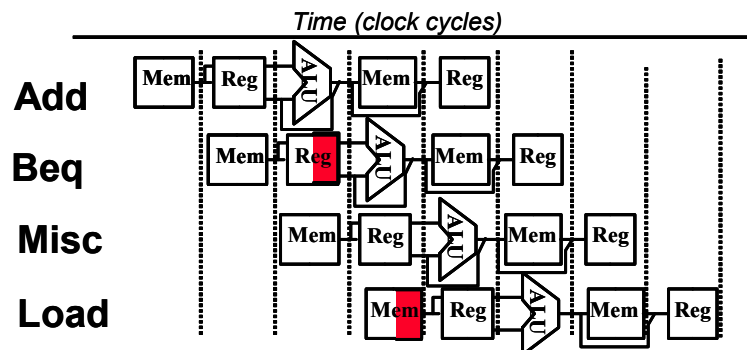 Time (clock cycles)
Add Mem Reg ALU Mem Reg
Beq Mem Reg ALU Mem Reg
Misc Mem Reg ALU Mem Reg
Load Mem Reg ALU Mem Reg